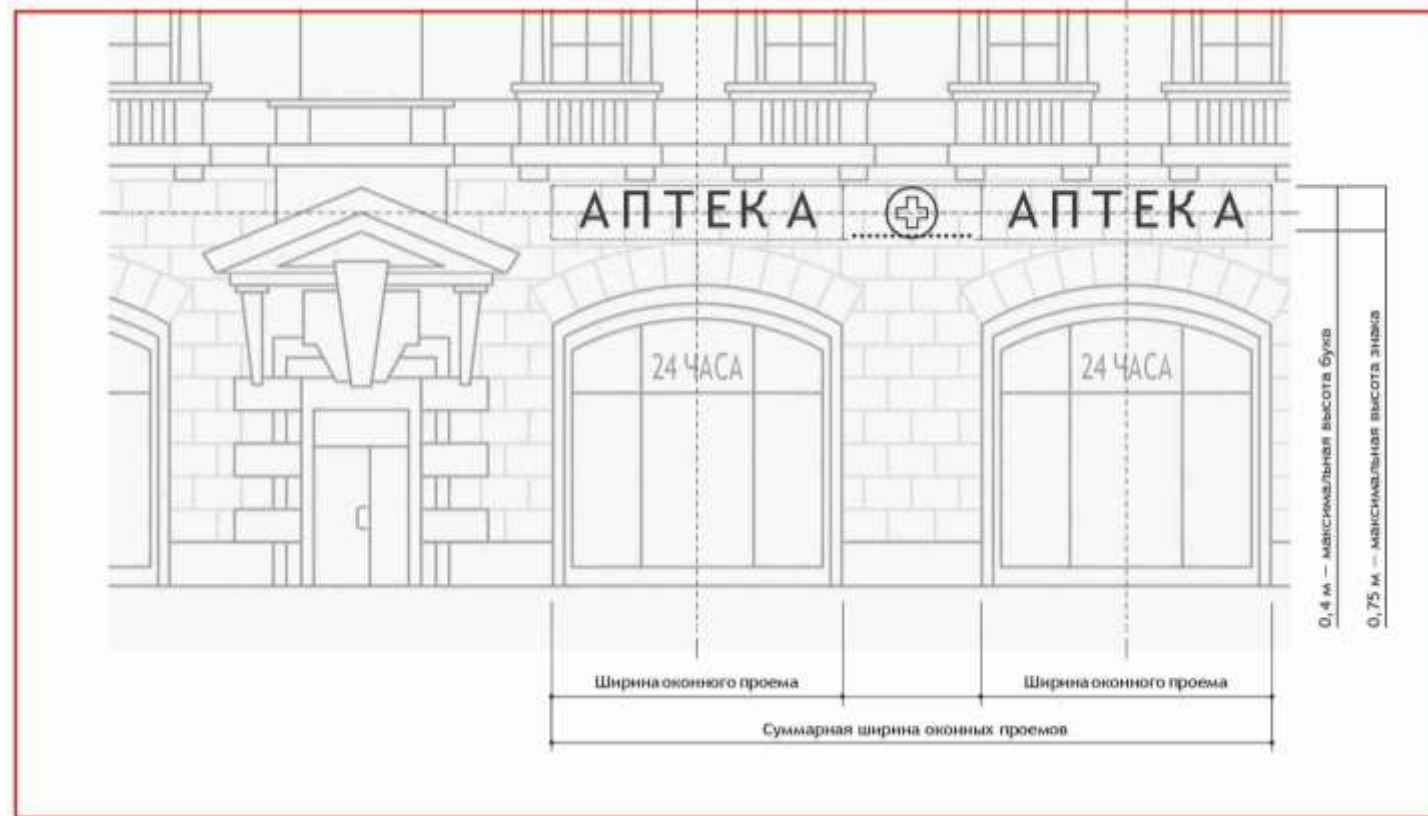 АПТЕКА АПТЕКА
24 ЧАСА 24 ЧАСА
0,4 м — максимальная высота букв
0,75 м — максимальная высота знака
Ширина оконного проема Ширина оконного проема
Суммарная ширина оконных проемов